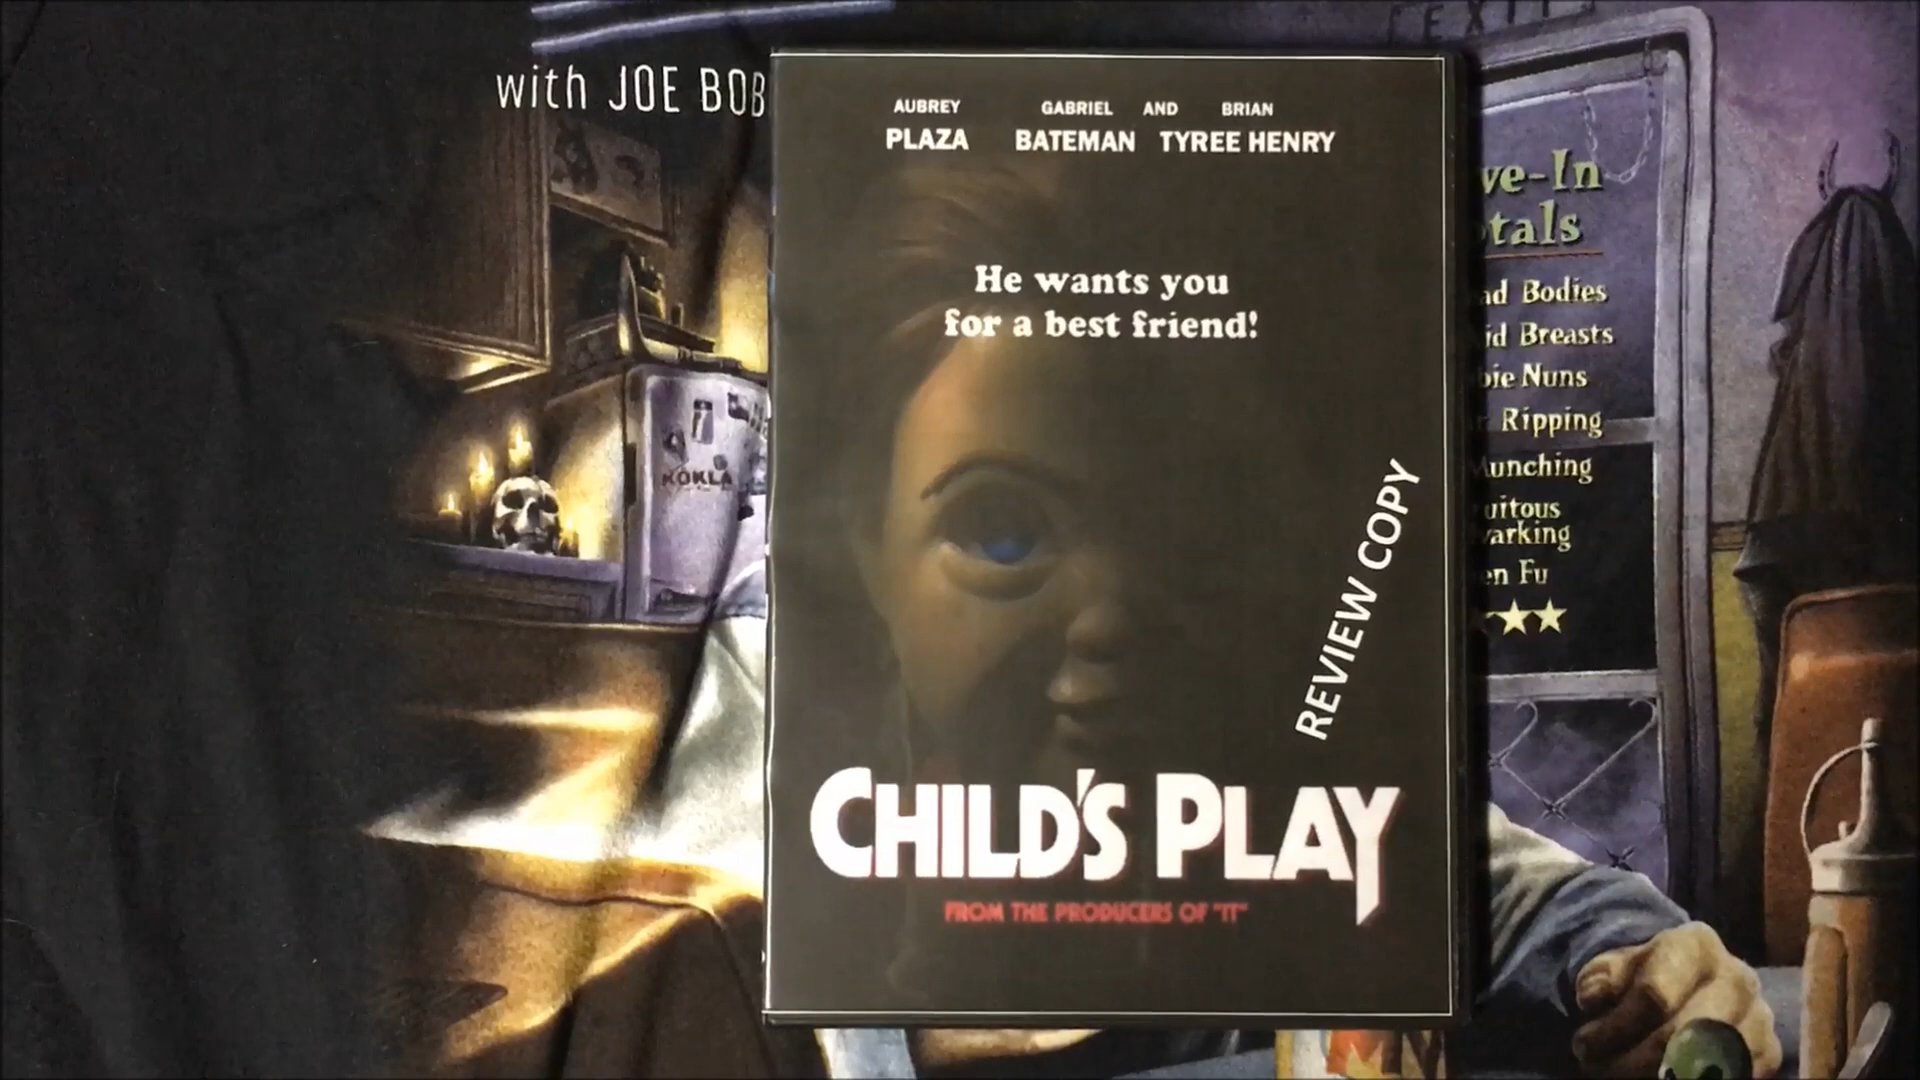 EXIT
with JOE BOB
AUBREY GABRIEL AND BRIAN
PLAZA BATEMAN TYREE HENRY
He wants you
for a best friend!
REVIEW COPY
CHILD'S PLAY
FROM THE PRODUCERS OF "IT"
KOKLA
ve-In
tals
ad Bodies
id Breasts
bie Nuns
Ripping
Munching
uitous
arking
en Fu